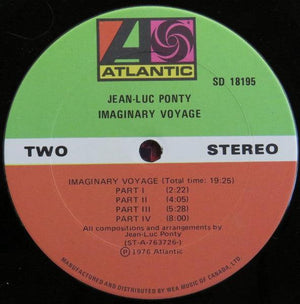 ATLANTIC
SD 18195
JEAN-LUC PONTY
IMAGINARY VOYAGE
TWO
STEREO
IMAGINARY VOYAGE (Total time: 19:25)
PART I (2:22)
PART II (4:05)
PART III (5:28)
PART IV (8:00)
All compositions and arrangements by
Jean-Luc Ponty
(ST-A-763726-)
℗ 1976 Atlantic
MANUFACTURED AND DISTRIBUTED BY WEA MUSIC OF CANADA, LTD.